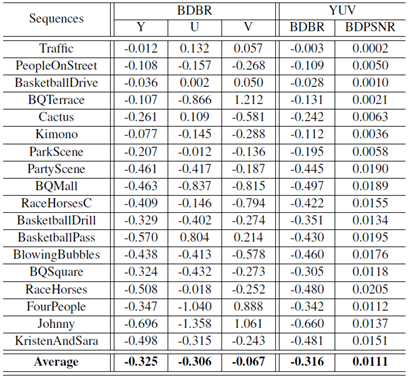 Sequences BDBR YUV
Y U V BDBR BDPSNR
Traffic -0.012 0.132 0.057 -0.003 0.0002
PeopleOnStreet -0.108 -0.157 -0.268 -0.109 0.0050
BasketballDrive -0.036 0.002 0.050 -0.028 0.0010
BQTerrace -0.107 -0.866 1.212 -0.131 0.0021
Cactus -0.261 0.109 -0.581 -0.242 0.0063
Kimono -0.077 -0.145 -0.288 -0.112 0.0036
ParkScene -0.207 -0.012 -0.136 -0.195 0.0058
PartyScene -0.461 -0.417 -0.187 -0.445 0.0190
BQMall -0.463 -0.837 -0.815 -0.497 0.0189
RaceHorsesC -0.409 -0.146 -0.794 -0.422 0.0155
BasketballDrill -0.329 -0.402 -0.274 -0.351 0.0134
BasketballPass -0.570 0.804 0.214 -0.430 0.0195
BlowingBubbles -0.438 -0.413 -0.578 -0.460 0.0176
BQSquare -0.324 -0.432 -0.273 -0.305 0.0118
RaceHorses -0.508 -0.018 -0.252 -0.480 0.0205
FourPeople -0.347 -1.040 0.888 -0.342 0.0112
Johnny -0.696 -1.358 1.061 -0.660 0.0137
KristenAndSara -0.498 -0.315 -0.243 -0.481 0.0151
Average -0.325 -0.306 -0.067 -0.316 0.0111